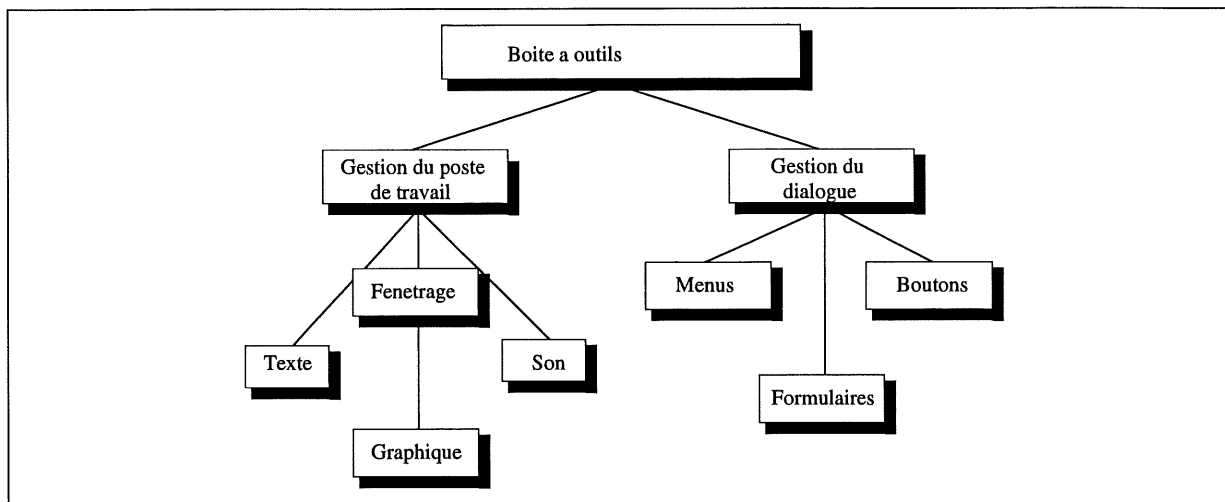 Boite a outils
Gestion du poste
de travail
Gestion du
dialogue
Fenetrage
Menus
Boutons
Texte
Son
Formulaires
Graphique